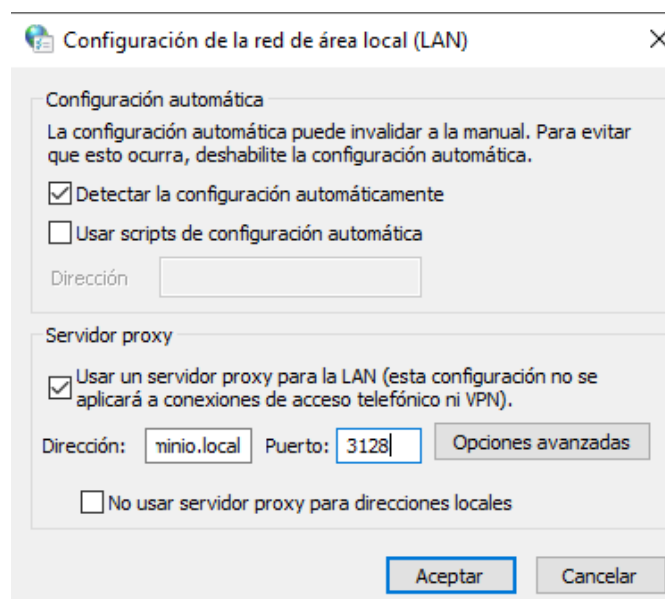 Configuración de la red de área local (LAN)
Configuración automática
La configuración automática puede invalidar a la manual. Para evitar
que esto ocurra, deshabilite la configuración automática.
Detectar la configuración automáticamente
Usar scripts de configuración automática
Dirección
Servidor proxy
Usar un servidor proxy para la LAN (esta configuración no se
aplicará a conexiones de acceso telefónico ni VPN).
Dirección: minio.local Puerto: 3128 Opciones avanzadas
No usar servidor proxy para direcciones locales
Aceptar Cancelar